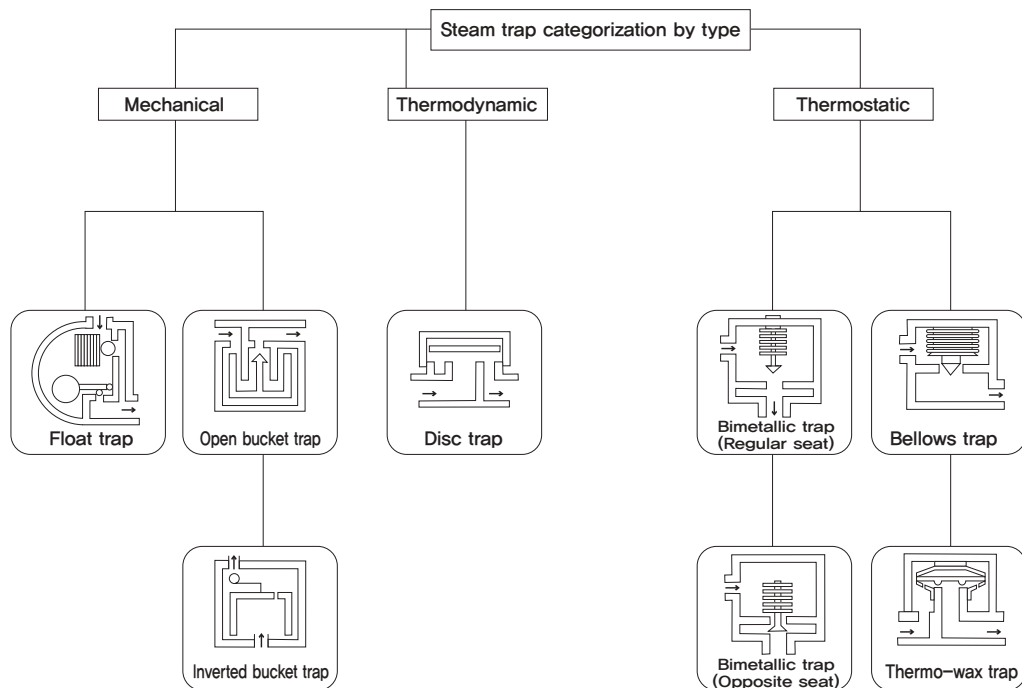 Steam trap categorization by type
Mechanical
Thermodynamic
Thermostatic
Float trap
Open bucket trap
Disc trap
Bimetallic trap
(Regular seat)
Bellows trap
Inverted bucket trap
Bimetallic trap
(Opposite seat)
Thermo-wax trap